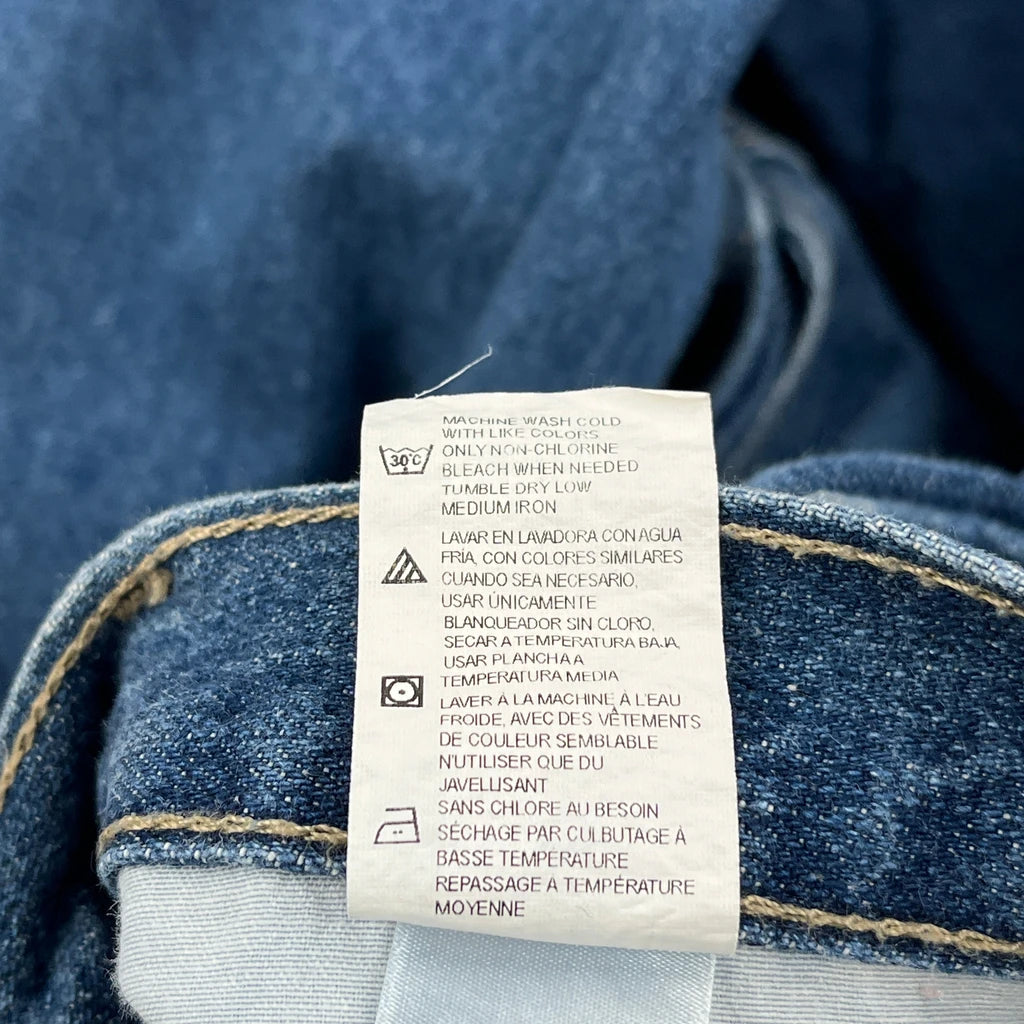 MACHINE WASH COLD
WITH LIKE COLORS
30°C
ONLY NON-CHLORINE
BLEACH WHEN NEEDED
TUMBLE DRY LOW
MEDIUM IRON
LAVAR EN LAVADORA CON AGUA
FRÍA, CON COLORES SIMILARES
CUANDO SEA NECESARIO,
USAR ÚNICAMENTE
BLANQUEADOR SIN CLORO,
SECAR A TEMPERATURA BAJA,
USAR PLANCHA A
TEMPERATURA MEDIA
LAVER À LA MACHINE À L'EAU
FROIDE, AVEC DES VÊTEMENTS
DE COULEUR SEMBLABLE
N'UTILISER QUE DU
JAVELLISANT
SANS CHLORE AU BESOIN
SÉCHAGE PAR CULBUTAGE À
BASSE TEMPÉRATURE
REPASSAGE À TEMPÉRATURE
MOYENNE